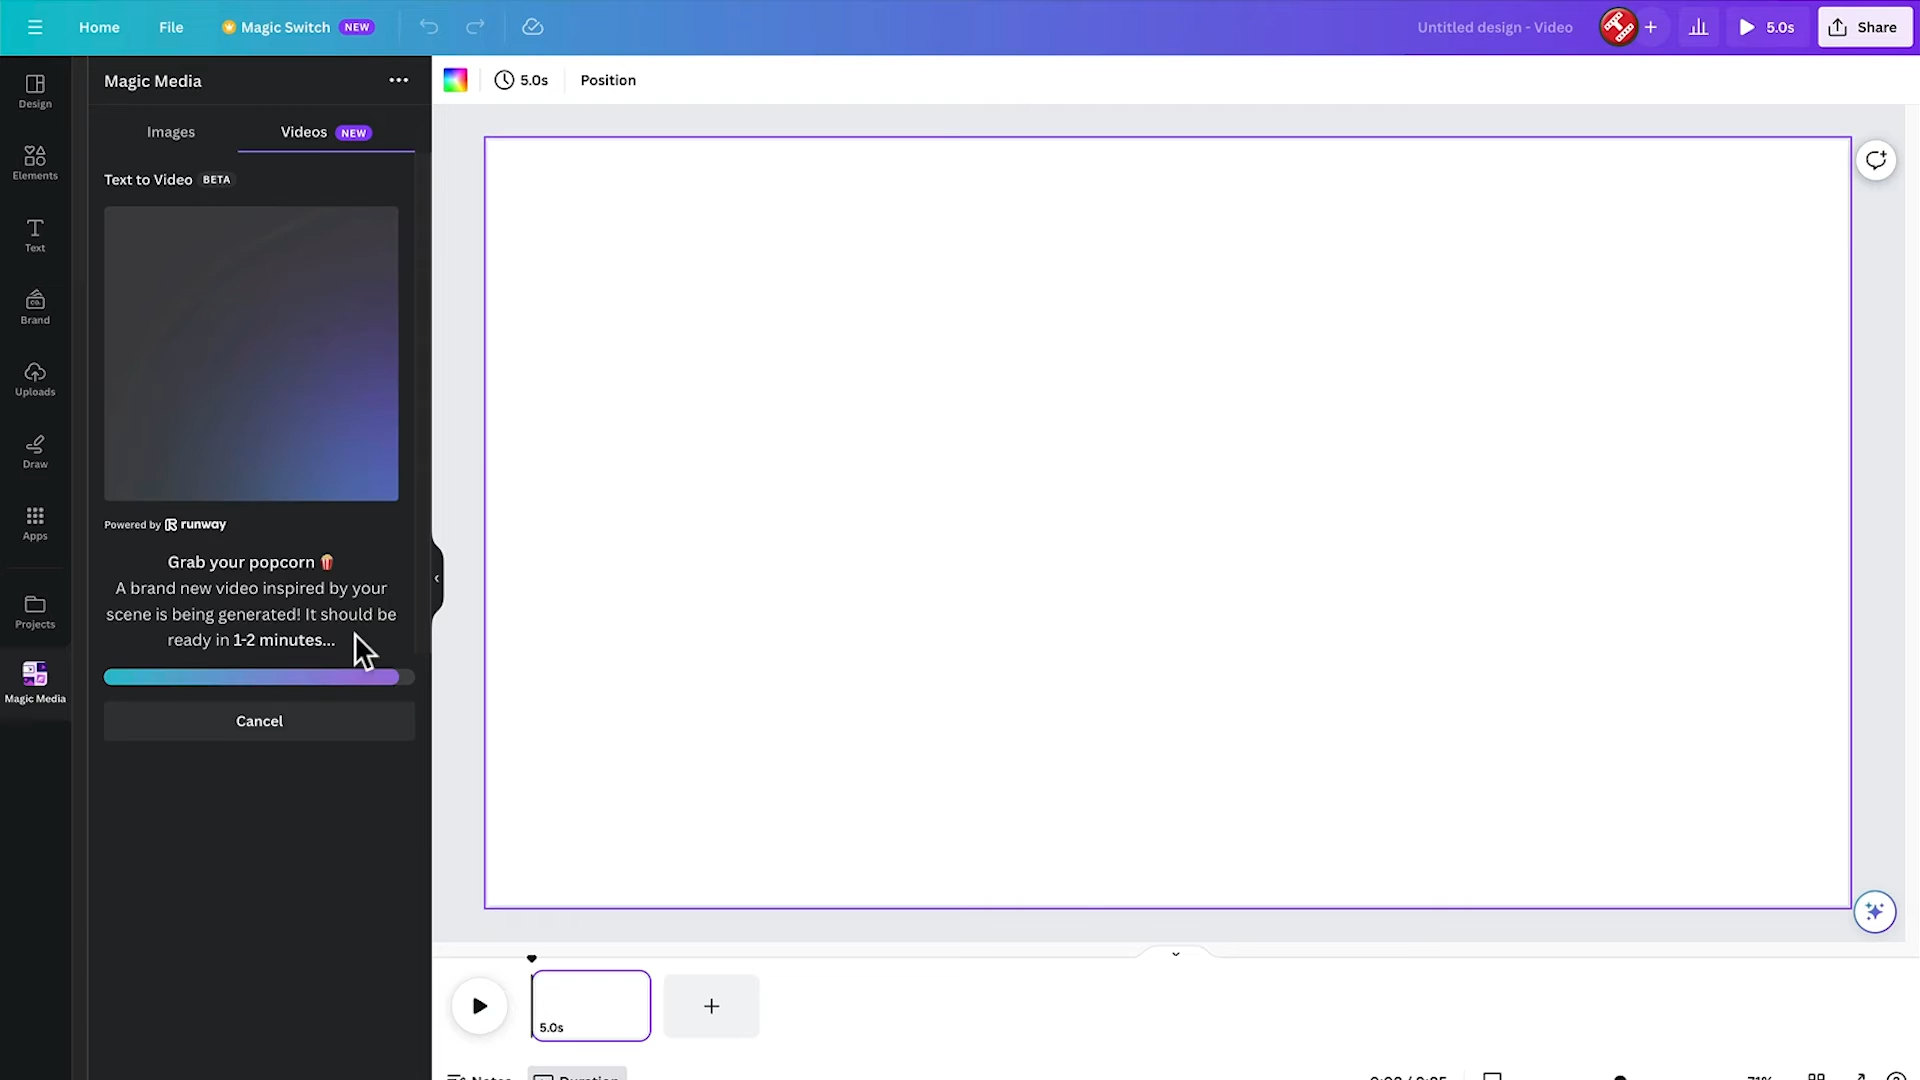 Home File Magic Switch NEW Untitled design - Video 5.0s Share
Design
Elements
Text
Brand
CO.
Uploads
Draw
Apps
Projects
Magic Media
Magic Media
Images Videos NEW
Text to Video BETA
Powered by runway
Grab your popcorn 🍿
A brand new video inspired by your
scene is being generated! It should be
ready in 1-2 minutes...
Cancel
5.0s Position
5.0s
Notes Duration